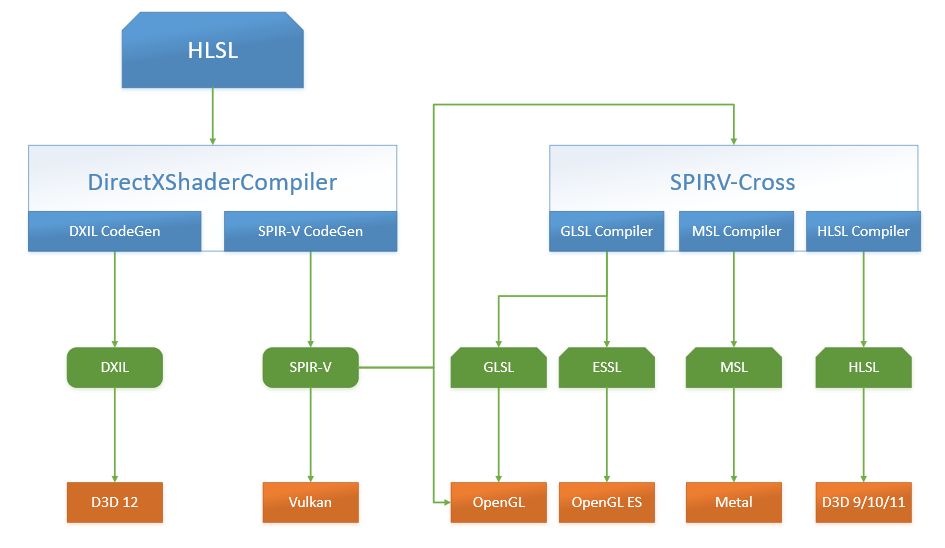 HLSL
DirectXShaderCompiler
SPIRV-Cross
DXIL CodeGen
SPIR-V CodeGen
GLSL Compiler
MSL Compiler
HLSL Compiler
DXIL
SPIR-V
GLSL
ESSL
MSL
HLSL
D3D 12
Vulkan
OpenGL
OpenGL ES
Metal
D3D 9/10/11